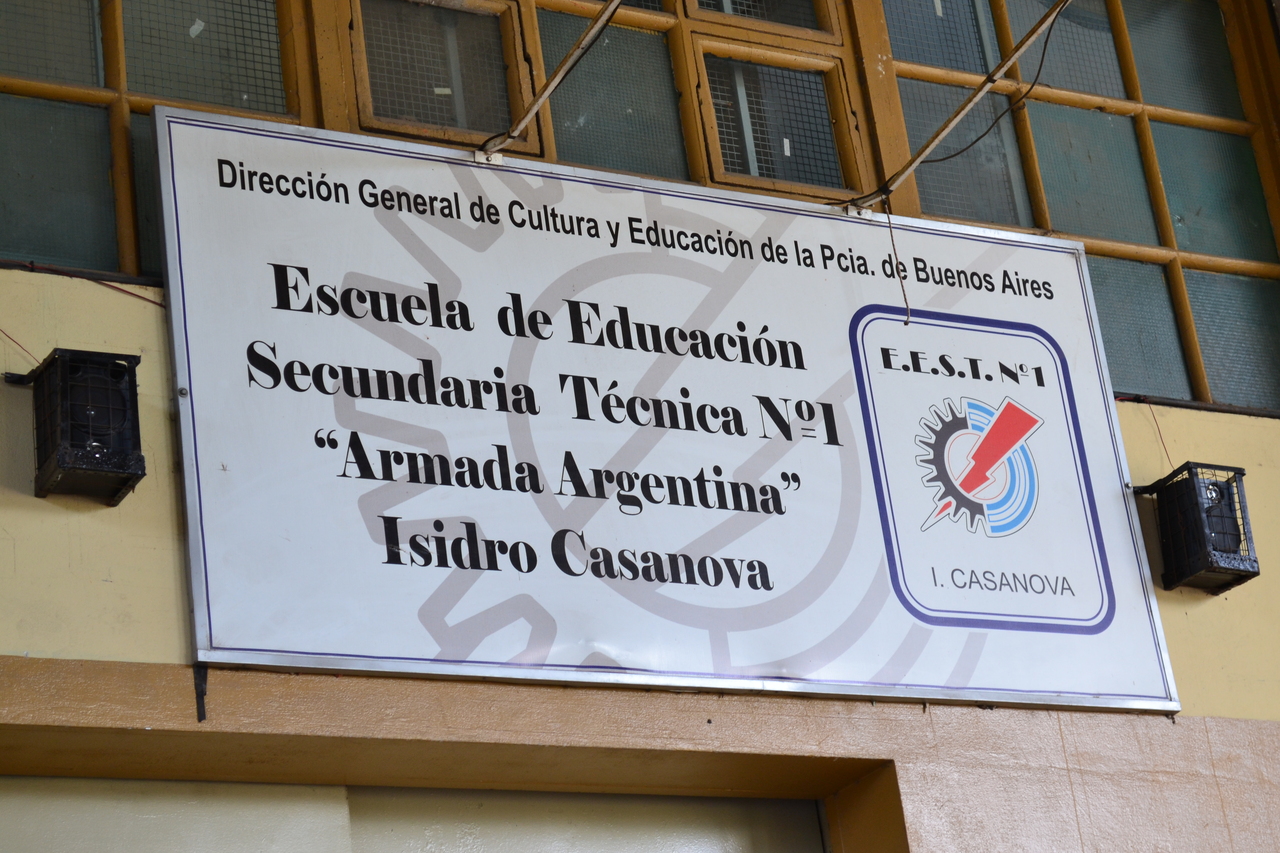 Dirección General de Cultura y Educación de la Pcia. de Buenos Aires
Escuela de Educación
Secundaria Técnica Nº1
“Armada Argentina”
Isidro Casanova
E.E.S.T. Nº1
I. CASANOVA